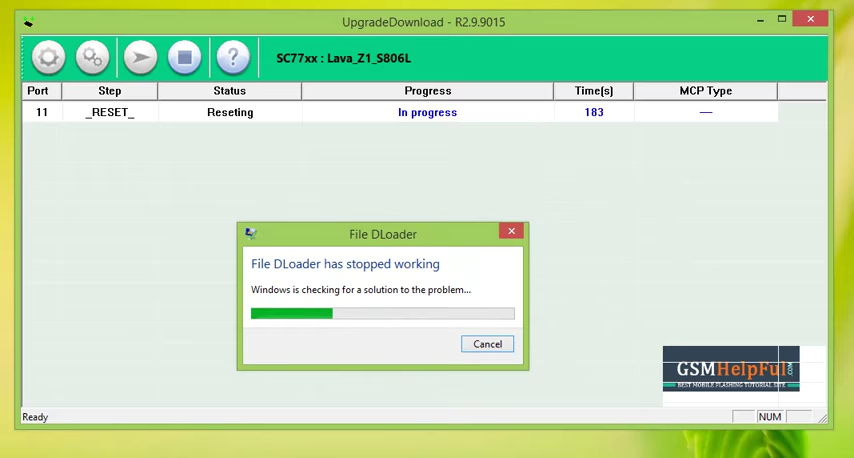 UpgradeDownload - R2.9.9015
SC77xx : Lava_Z1_S806L
Port Step Status Progress Time(s) MCP Type
11 _RESET_ Reseting In progress 183 —
File DLoader
File DLoader has stopped working
Windows is checking for a solution to the problem...
Cancel
GSMHelpFul.COM
BEST MOBILE FLASHING TUTORIAL SITE
Ready NUM